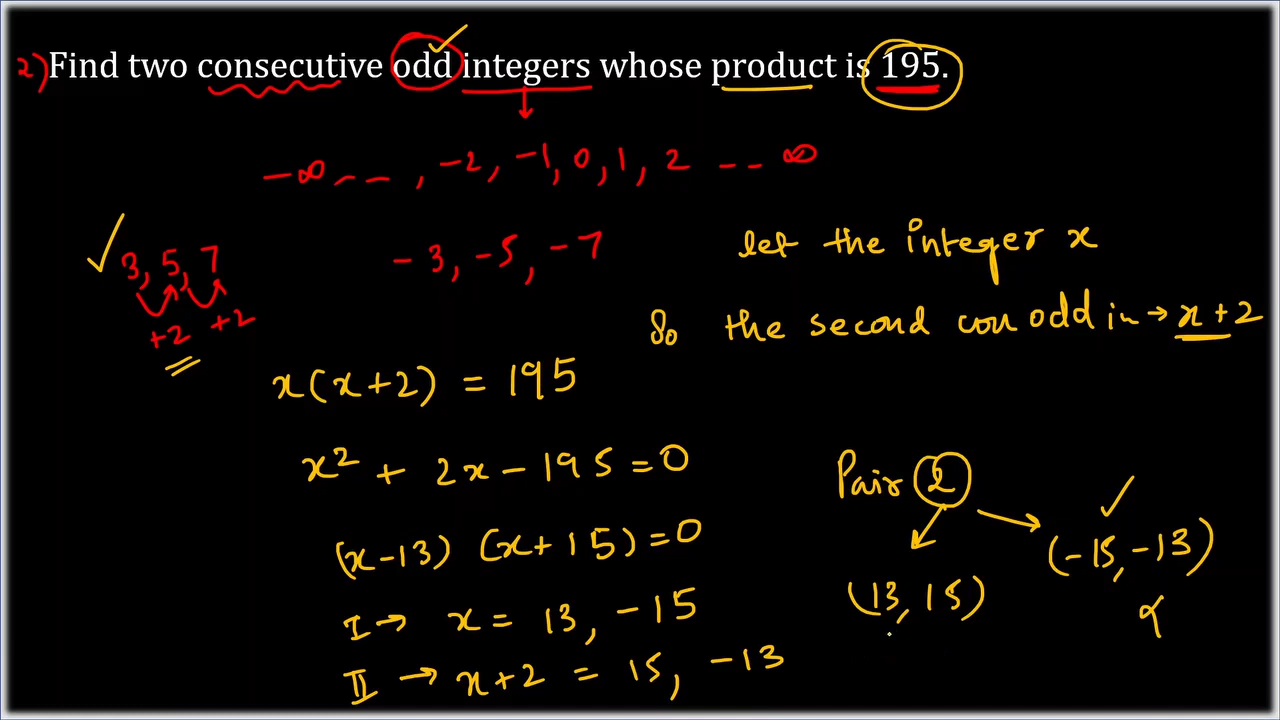 2) Find two consecutive odd integers whose product is 195.
-∞ - - , -2, -1, 0, 1, 2 - - ∞
3, 5, 7
+2 +2
-3, -5, -7
let the integer x
So the second con odd in → x+2
x(x+2) = 195
x² + 2x - 195 = 0
(x-13) (x+15) = 0
I → x = 13, -15
II → x+2 = 15, -13
Pair 2
(-15, -13)
(13, 15)